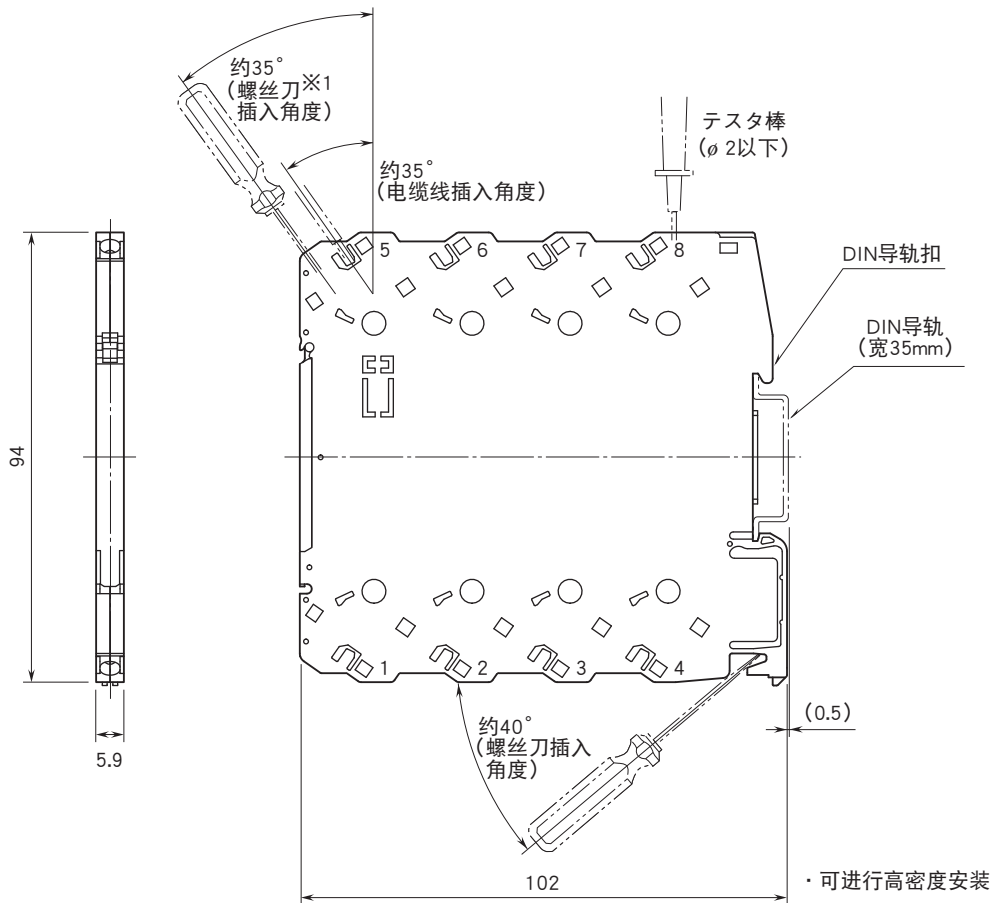 约35°
（螺丝刀※1
插入角度）
テスタ棒
（ø 2以下）
约35°
（电缆线插入角度）
5
6
7
8
DIN导轨扣
DIN导轨
（宽35mm）
94
1
2
3
4
约40°
（螺丝刀插入
角度）
（0.5）
5.9
102
・可进行高密度安装